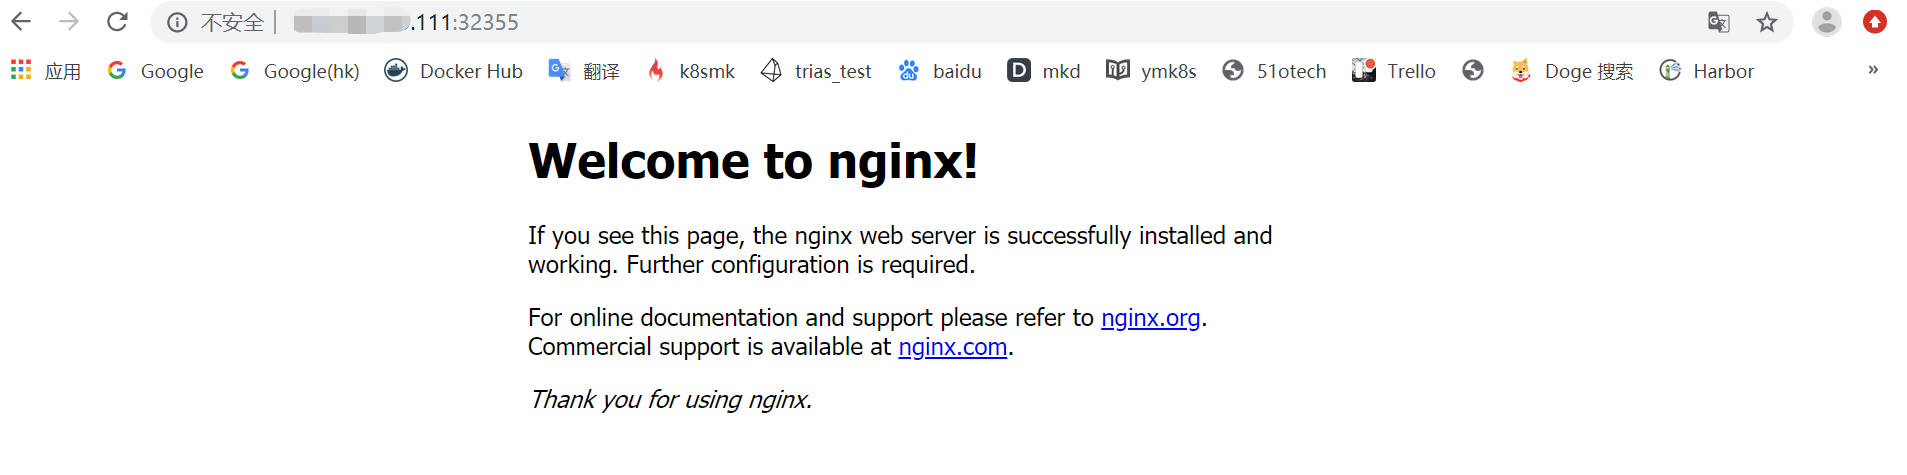 不安全 | .111:32355
应用 Google Google(hk) Docker Hub 翻译 k8smk trias_test baidu mkd ymk8s 51otech Trello Doge 搜索 Harbor »
Welcome to nginx!
If you see this page, the nginx web server is successfully installed and
working. Further configuration is required.
For online documentation and support please refer to nginx.org.
Commercial support is available at nginx.com.
Thank you for using nginx.